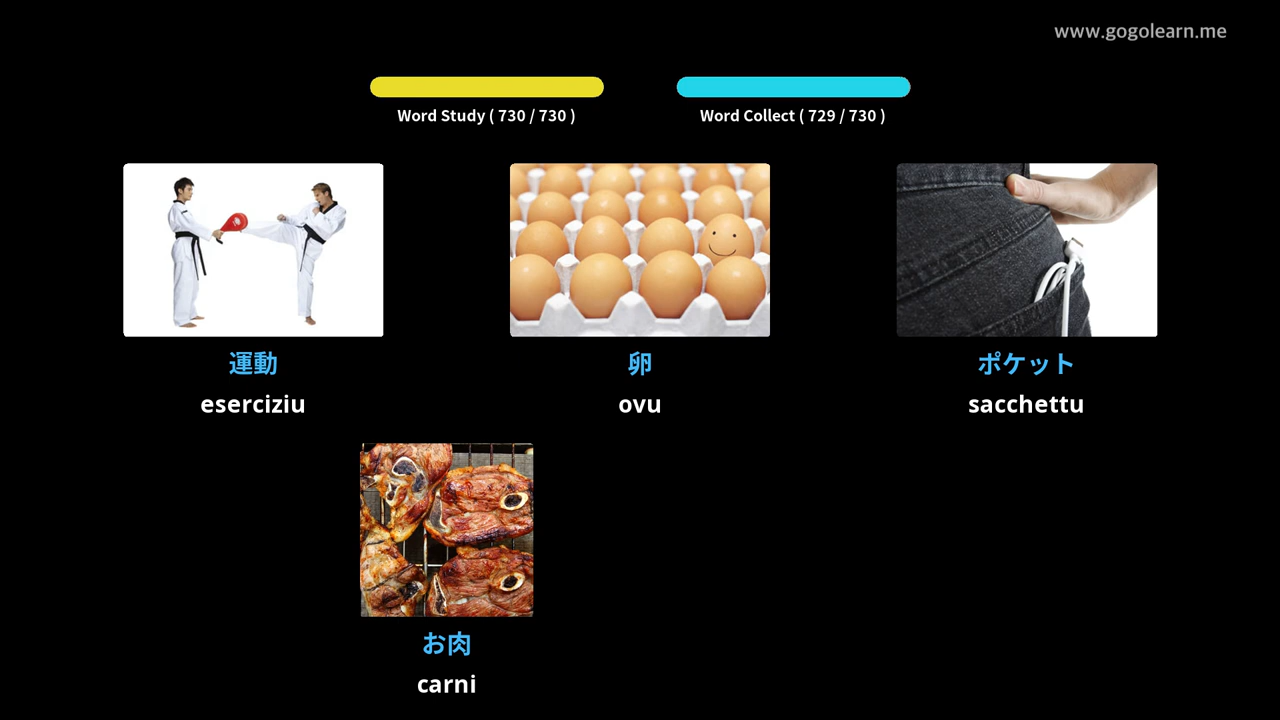 www.gogolearn.me
Word Study ( 730 / 730 )
Word Collect ( 729 / 730 )
運動
eserciziu
卵
ovu
ポケット
sacchettu
お肉
carni